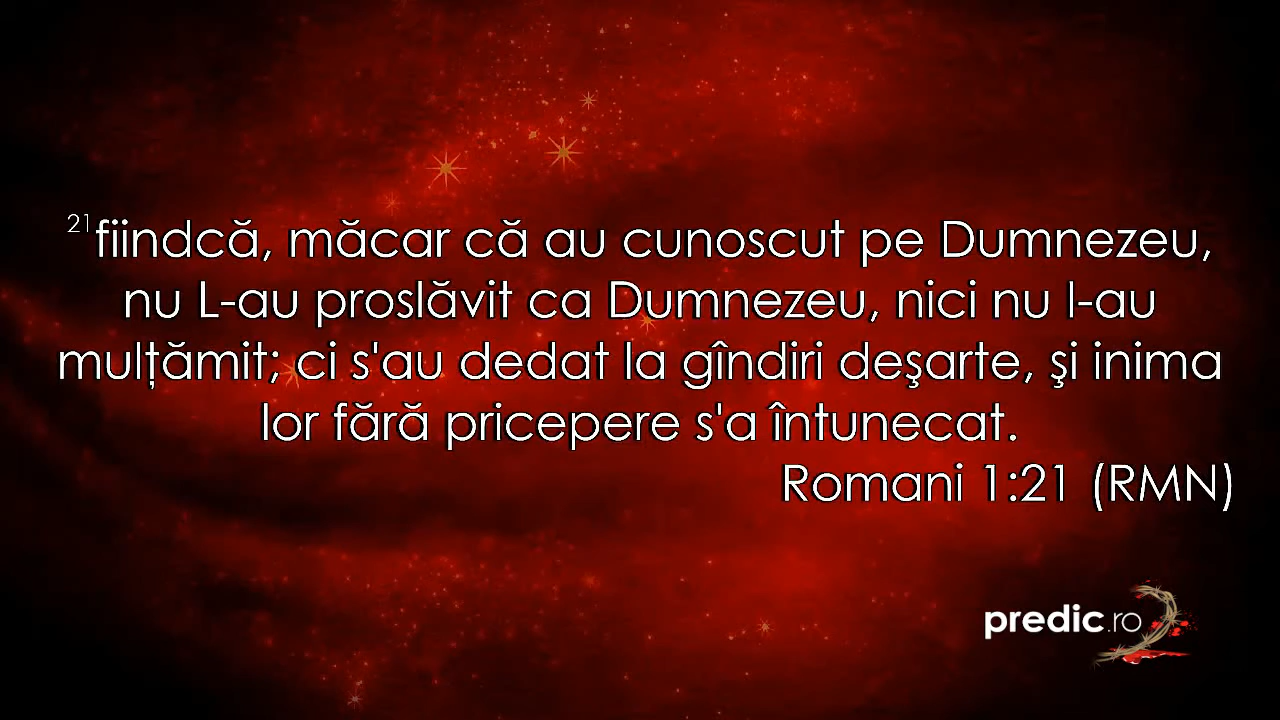 21fiindcă, măcar că au cunoscut pe Dumnezeu,
nu L-au proslăvit ca Dumnezeu, nici nu I-au
mulțămit; ci s'au dedat la gîndiri deşarte, şi inima
lor fără pricepere s'a întunecat.
Romani 1:21 (RMN)
predic.ro